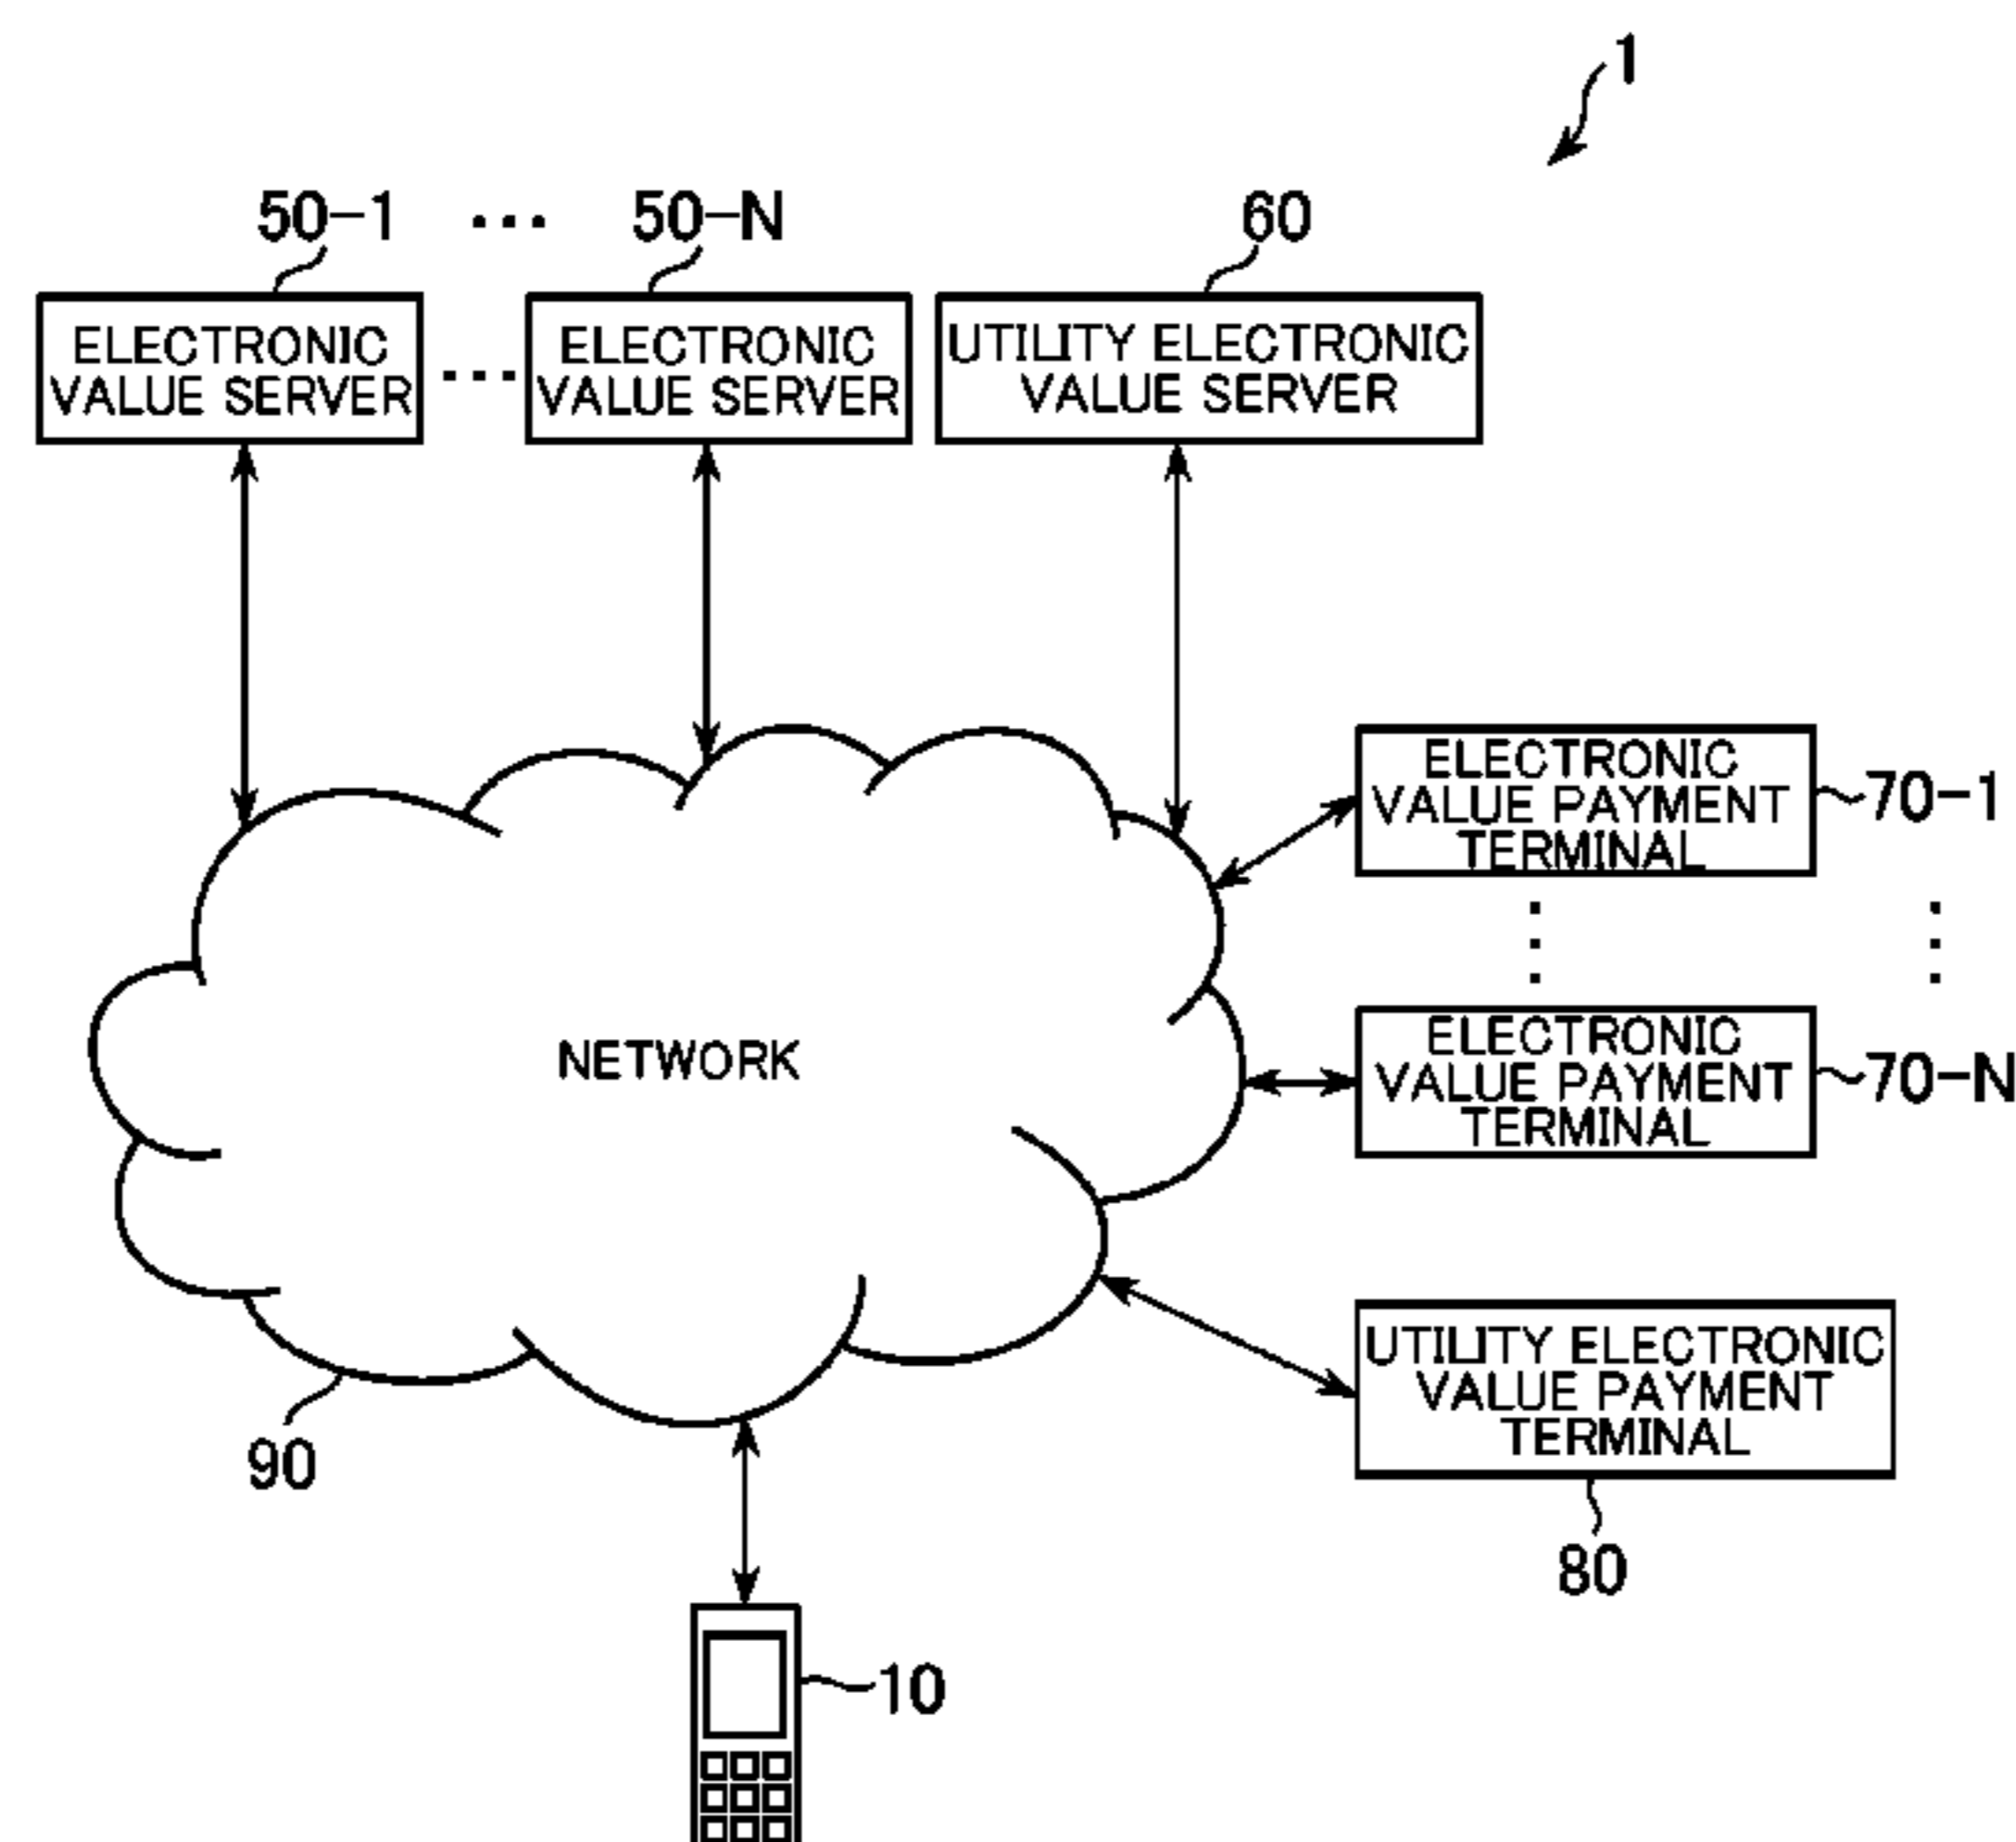 1
50-1 ... 50-N
60
ELECTRONIC
VALUE SERVER
...
ELECTRONIC
VALUE SERVER
UTILITY ELECTRONIC
VALUE SERVER
ELECTRONIC
VALUE PAYMENT
TERMINAL
70-1
NETWORK
ELECTRONIC
VALUE PAYMENT
TERMINAL
70-N
UTILITY ELECTRONIC
VALUE PAYMENT
TERMINAL
90
80
10